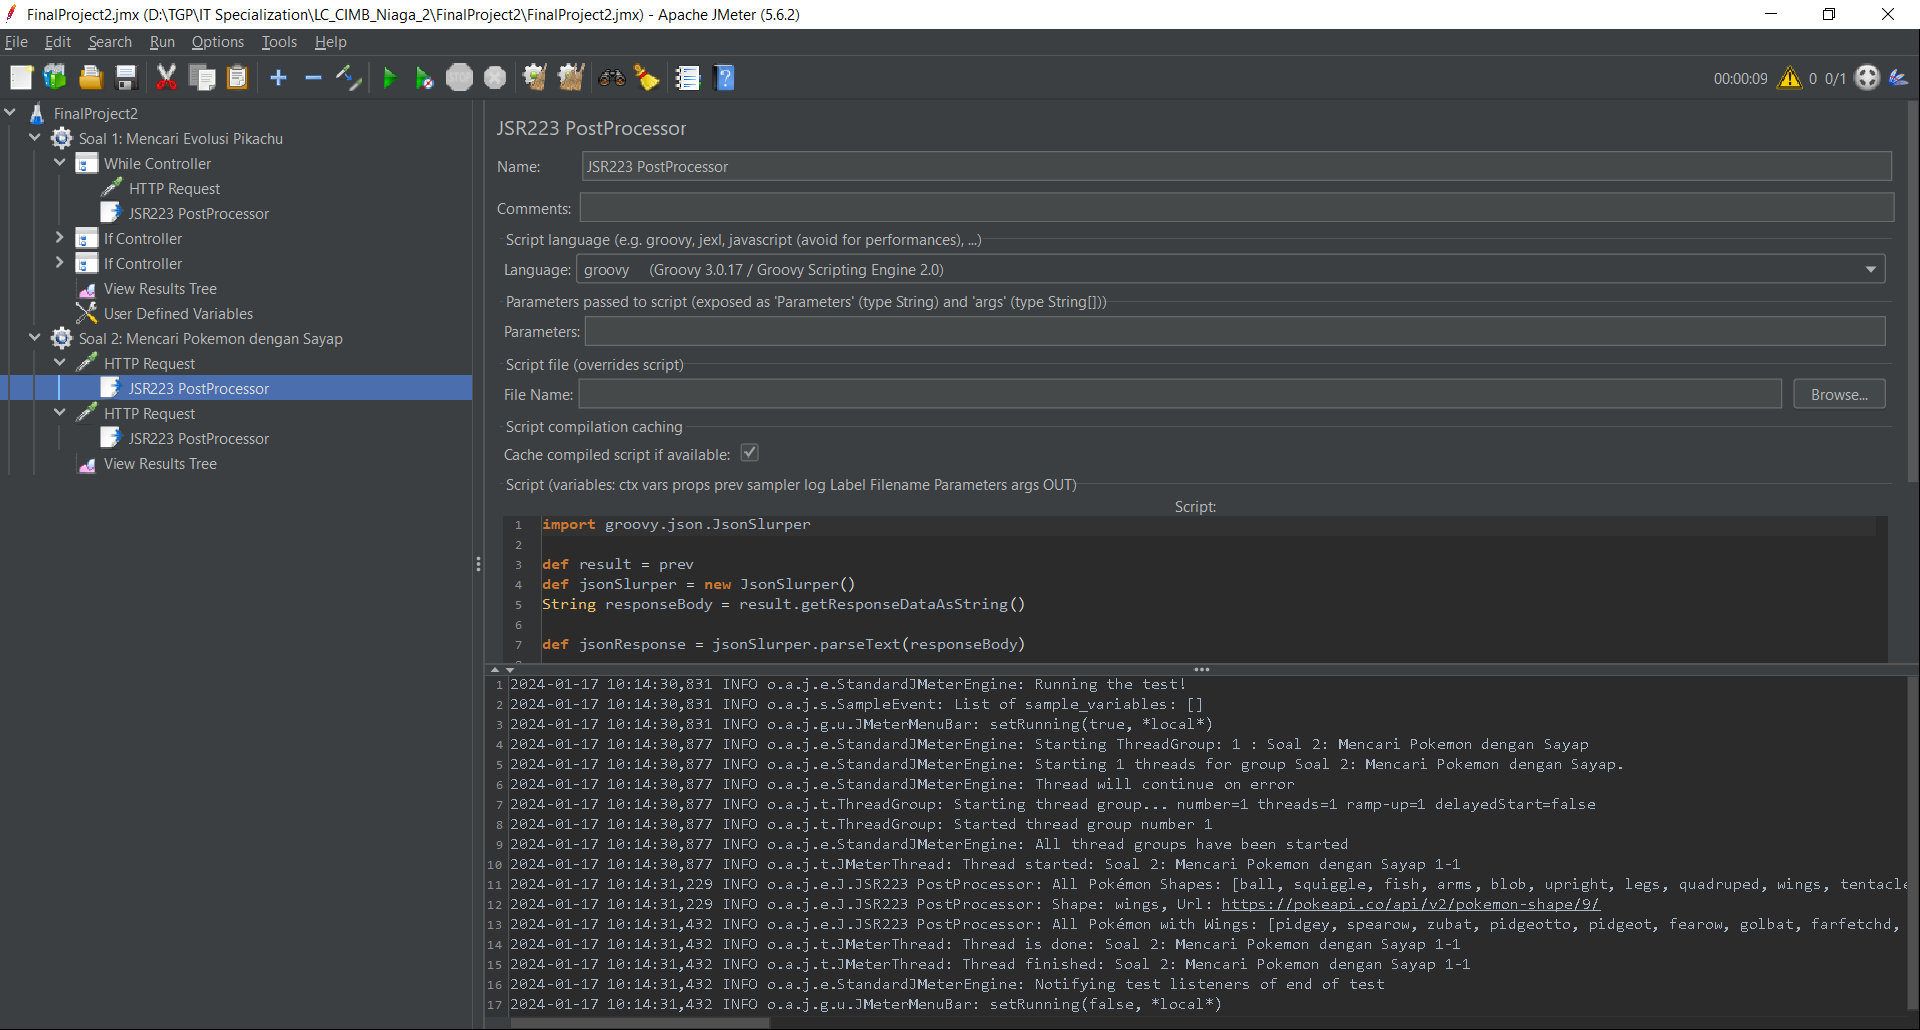 FinalProject2.jmx (D:\TGP\IT Specialization\LC_CIMB_Niaga_2\FinalProject2\FinalProject2.jmx) - Apache JMeter (5.6.2)
File Edit Search Run Options Tools Help
STOP
00:00:09 0 0/1
FinalProject2
Soal 1: Mencari Evolusi Pikachu
While Controller
HTTP Request
JSR223 PostProcessor
If Controller
If Controller
View Results Tree
User Defined Variables
Soal 2: Mencari Pokemon dengan Sayap
HTTP Request
JSR223 PostProcessor
HTTP Request
JSR223 PostProcessor
View Results Tree
JSR223 PostProcessor
Name: JSR223 PostProcessor
Comments:
Script language (e.g. groovy, jexl, javascript (avoid for performances), ...)
Language: groovy (Groovy 3.0.17 / Groovy Scripting Engine 2.0)
Parameters passed to script (exposed as 'Parameters' (type String) and 'args' (type String[]))
Parameters:
Script file (overrides script)
File Name: Browse...
Script compilation caching
Cache compiled script if available:
Script (variables: ctx vars props prev sampler log Label Filename Parameters args OUT)
Script:
1 import groovy.json.JsonSlurper
2
3 def result = prev
4 def jsonSlurper = new JsonSlurper()
5 String responseBody = result.getResponseDataAsString()
6
7 def jsonResponse = jsonSlurper.parseText(responseBody)
1 2024-01-17 10:14:30,831 INFO o.a.j.e.StandardJMeterEngine: Running the test!
2 2024-01-17 10:14:30,831 INFO o.a.j.s.SampleEvent: List of sample_variables: []
3 2024-01-17 10:14:30,831 INFO o.a.j.g.u.JMeterMenuBar: setRunning(true, *local*)
4 2024-01-17 10:14:30,877 INFO o.a.j.e.StandardJMeterEngine: Starting ThreadGroup: 1 : Soal 2: Mencari Pokemon dengan Sayap
5 2024-01-17 10:14:30,877 INFO o.a.j.e.StandardJMeterEngine: Starting 1 threads for group Soal 2: Mencari Pokemon dengan Sayap.
6 2024-01-17 10:14:30,877 INFO o.a.j.e.StandardJMeterEngine: Thread will continue on error
7 2024-01-17 10:14:30,877 INFO o.a.j.t.ThreadGroup: Starting thread group... number=1 threads=1 ramp-up=1 delayedStart=false
8 2024-01-17 10:14:30,877 INFO o.a.j.t.ThreadGroup: Started thread group number 1
9 2024-01-17 10:14:30,877 INFO o.a.j.e.StandardJMeterEngine: All thread groups have been started
10 2024-01-17 10:14:30,877 INFO o.a.j.t.JMeterThread: Thread started: Soal 2: Mencari Pokemon dengan Sayap 1-1
11 2024-01-17 10:14:31,229 INFO o.a.j.e.J.JSR223 PostProcessor: All Pokémon Shapes: [ball, squiggle, fish, arms, blob, upright, legs, quadruped, wings, tentacle
12 2024-01-17 10:14:31,229 INFO o.a.j.e.J.JSR223 PostProcessor: Shape: wings, Url: https://pokeapi.co/api/v2/pokemon-shape/9/
13 2024-01-17 10:14:31,432 INFO o.a.j.e.J.JSR223 PostProcessor: All Pokémon with Wings: [pidgey, spearow, zubat, pidgeotto, pidgeot, fearow, golbat, farfetchd,
14 2024-01-17 10:14:31,432 INFO o.a.j.t.JMeterThread: Thread is done: Soal 2: Mencari Pokemon dengan Sayap 1-1
15 2024-01-17 10:14:31,432 INFO o.a.j.t.JMeterThread: Thread finished: Soal 2: Mencari Pokemon dengan Sayap 1-1
16 2024-01-17 10:14:31,432 INFO o.a.j.e.StandardJMeterEngine: Notifying test listeners of end of test
17 2024-01-17 10:14:31,432 INFO o.a.j.g.u.JMeterMenuBar: setRunning(false, *local*)